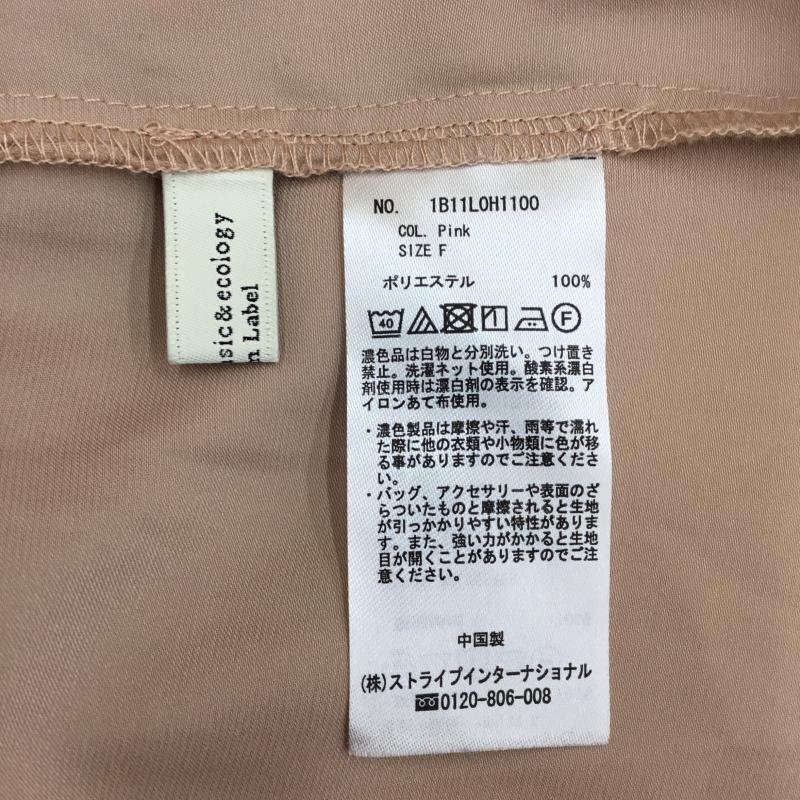 sic&ecology
Label
NO. 1B11L0H1100
COL. Pink
SIZE F
ポリエステル 100%
40 F
濃色品は白物と分別洗い。つけ置き
禁止。洗濯ネット使用。酸素系漂白
剤使用時は漂白剤の表示を確認。ア
イロンあて布使用。
・濃色製品は摩擦や汗、雨等で濡れ
た際に他の衣類や小物類に色が移
る事がありますのでご注意くださ
い。
・バッグ、アクセサリーや表面のざ
らついたものと摩擦されると生地
が引っかかりやすい特性がありま
す。また、強い力がかかると生地
目が開くことがありますのでご注
意ください。
中国製
(株)ストライプインターナショナル
0120-806-008